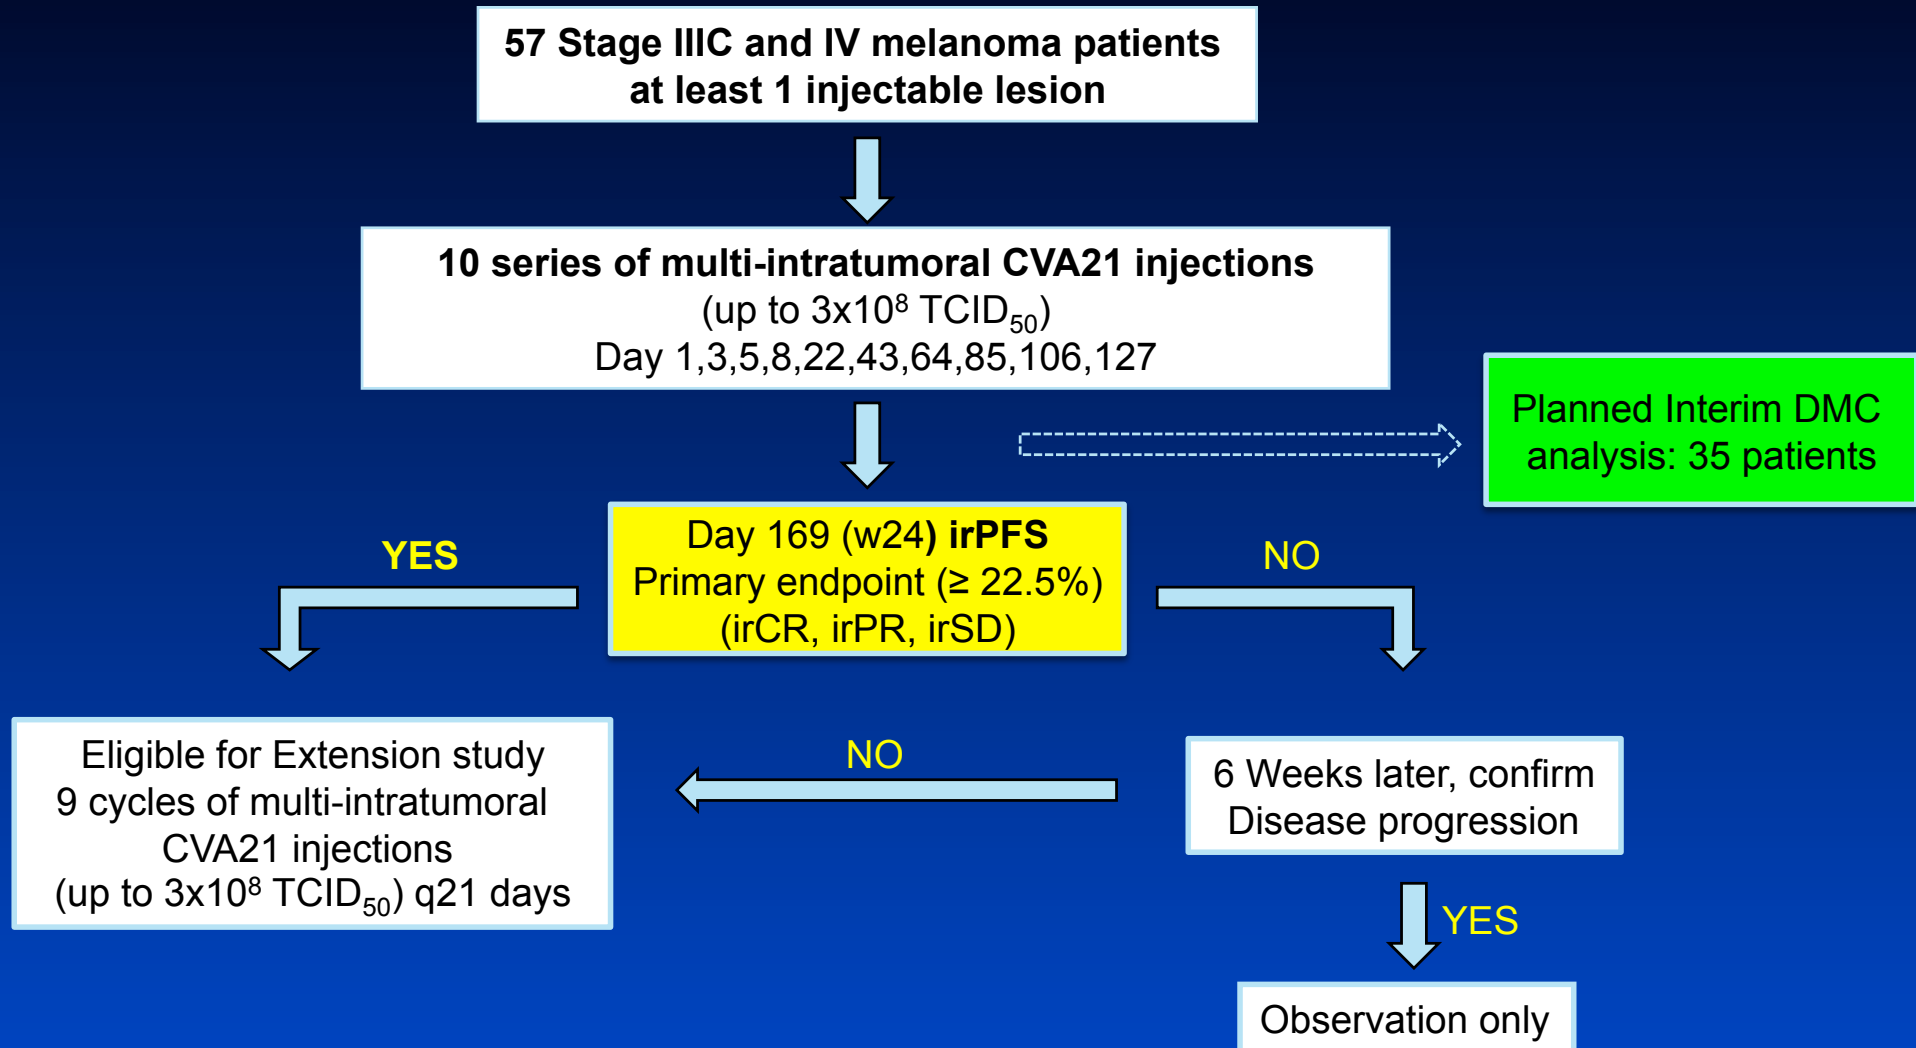 57 Stage IIIC and IV melanoma patients
at least 1 injectable lesion
10 series of multi-intratumoral CVA21 injections
(up to 3x10⁸ TCID₅₀)
Day 1,3,5,8,22,43,64,85,106,127
Planned Interim DMC
analysis: 35 patients
Day 169 (w24) irPFS
Primary endpoint (≥ 22.5%)
(irCR, irPR, irSD)
YES
NO
Eligible for Extension study
9 cycles of multi-intratumoral
CVA21 injections
(up to 3x10⁸ TCID₅₀) q21 days
NO
6 Weeks later, confirm
Disease progression
YES
Observation only